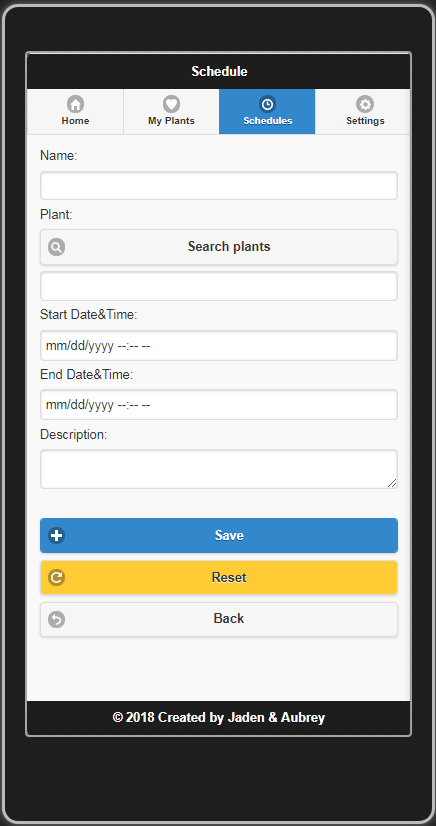 Schedule
Home My Plants Schedules Settings
Name:
Plant:
Search plants
Start Date&Time:
mm/dd/yyyy --:-- --
End Date&Time:
mm/dd/yyyy --:-- --
Description:
Save
Reset
Back
© 2018 Created by Jaden & Aubrey